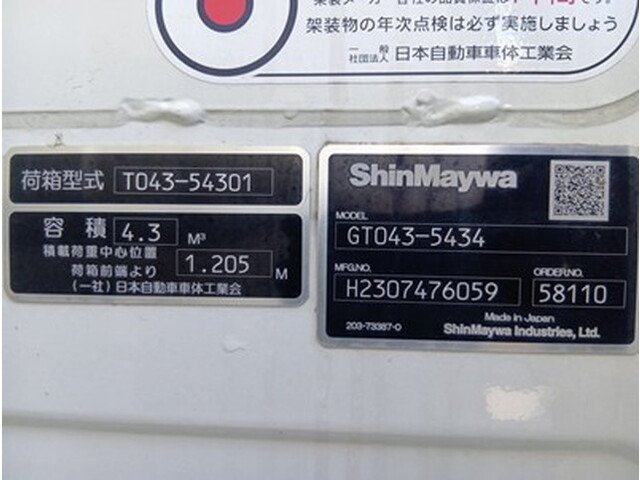 架装物の年次点検は必ず実施しましょう
一般社団法人 日本自動車車体工業会
荷箱型式 T043-54301
容積 4.3 M³
積載荷重中心位置
荷箱前端より 1.205 M
(一社)日本自動車車体工業会
ShinMaywa
MODEL
GT043-5434
MFG.NO. ORDER.NO.
H2307476059 58110
Made in Japan
203-73387-0 ShinMaywa Industries, Ltd.